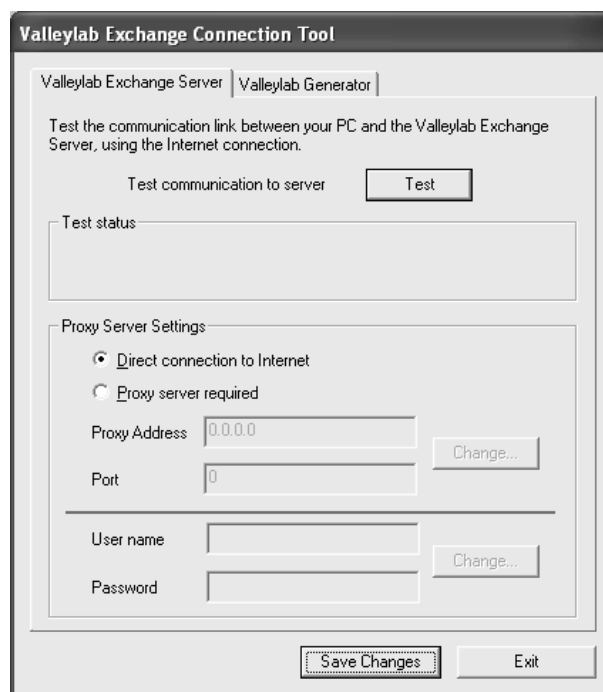 Valleylab Exchange Connection Tool
Valleylab Exchange Server
Valleylab Generator
Test the communication link between your PC and the Valleylab Exchange
Server, using the Internet connection.
Test communication to server
Test
Test status
Proxy Server Settings
Direct connection to Internet
Proxy server required
Proxy Address
0.0.0.0
Change...
Port
0
User name
Change...
Password
Save Changes
Exit